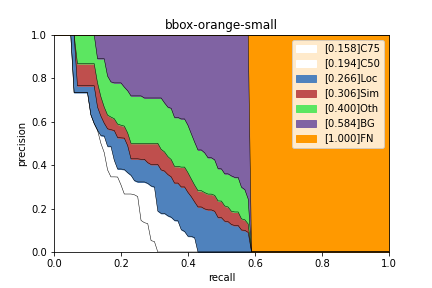 bbox-orange-small
1.0
0.8
0.6
0.4
0.2
0.0
precision
[0.158]C75
[0.194]C50
[0.266]Loc
[0.306]Sim
[0.400]Oth
[0.584]BG
[1.000]FN
0.0 0.2 0.4 0.6 0.8 1.0
recall